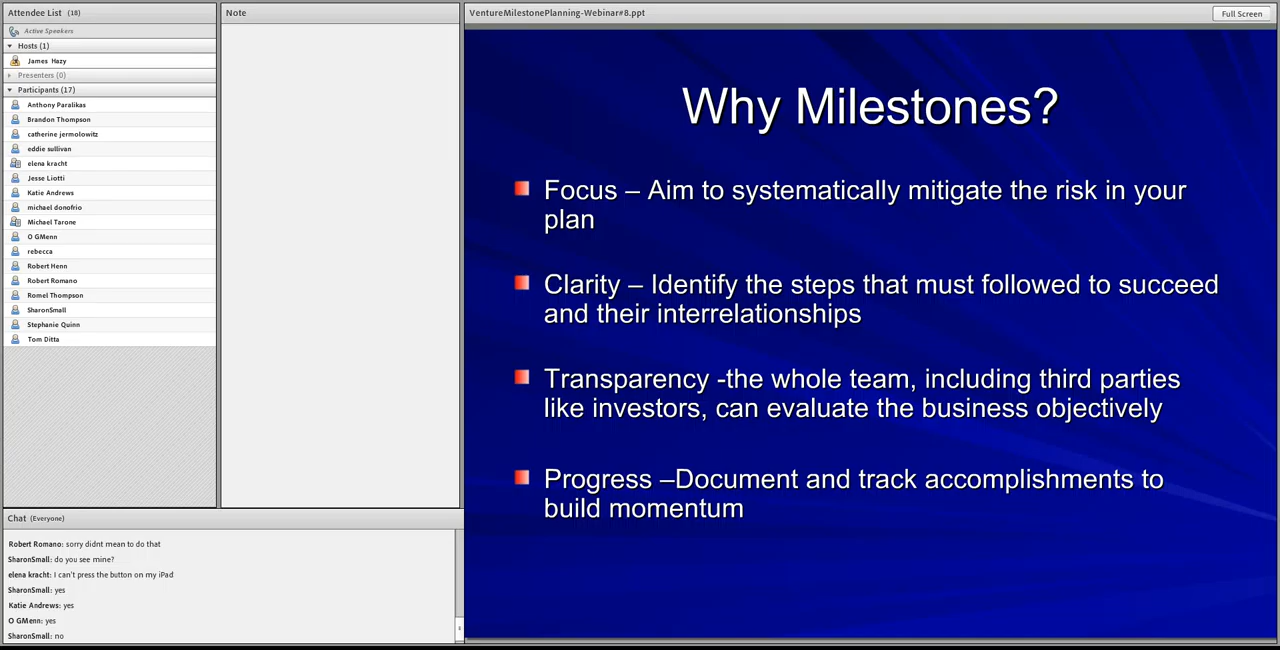 Attendee List (18)
Active Speakers
Hosts (1)
James Hazy
Presenters (0)
Participants (17)
Anthony Paralikas
Brandon Thompson
catherine jermolowitz
eddie sullivan
elena kracht
Jesse Liotti
Katie Andrews
michael donofrio
Michael Tarone
O GMenn
rebecca
Robert Henn
Robert Romano
Romel Thompson
SharonSmall
Stephanie Quinn
Tom Ditta
Chat (Everyone)
Robert Romano: sorry didnt mean to do that
SharonSmall: do you see mine?
elena kracht: I can't press the button on my iPad
SharonSmall: yes
Katie Andrews: yes
O GMenn: yes
SharonSmall: no
Note
VentureMilestonePlanning-Webinar#8.ppt
Full Screen
Why Milestones?
Focus – Aim to systematically mitigate the risk in your
plan
Clarity – Identify the steps that must followed to succeed
and their interrelationships
Transparency -the whole team, including third parties
like investors, can evaluate the business objectively
Progress –Document and track accomplishments to
build momentum